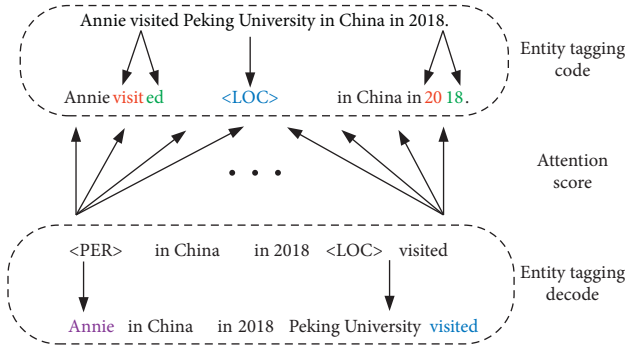 Annie visited Peking University in China in 2018.
Entity tagging
code
Annie visit ed <LOC> in China in 20 18 .
Attention
score
<PER> in China in 2018 <LOC> visited
Entity tagging
decode
Annie in China in 2018 Peking University visited